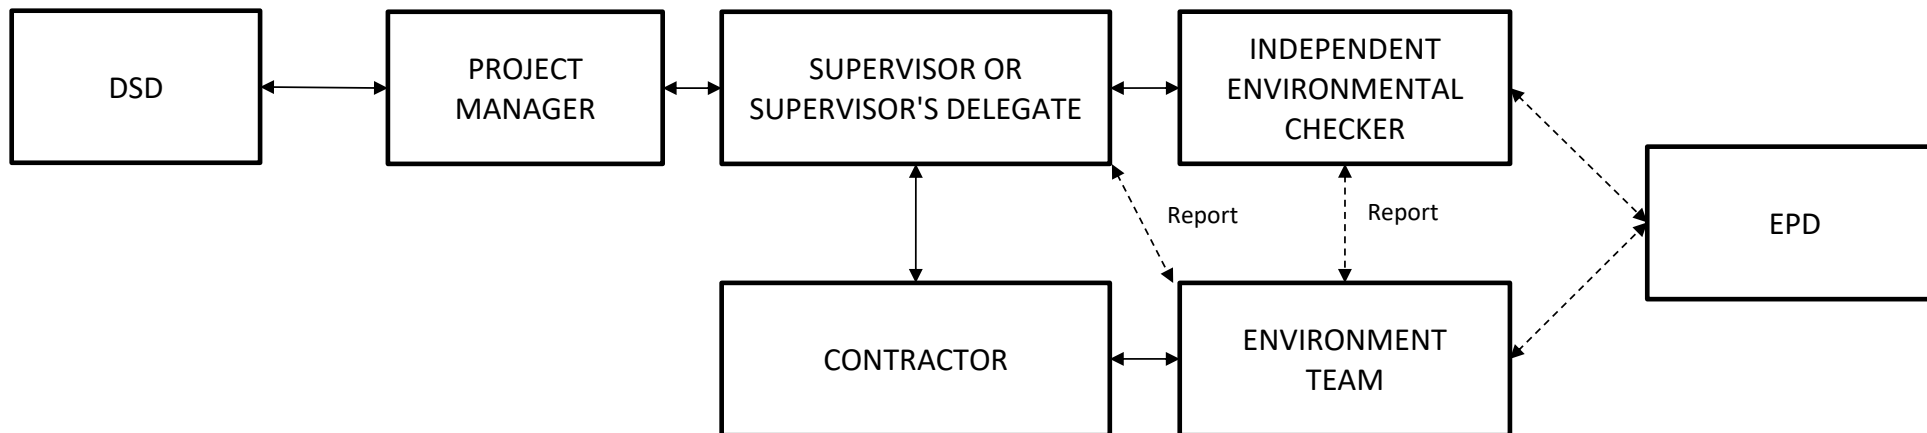 DSD
PROJECT
MANAGER
SUPERVISOR OR
SUPERVISOR'S DELEGATE
INDEPENDENT
ENVIRONMENTAL
CHECKER
Report
Report
EPD
CONTRACTOR
ENVIRONMENT
TEAM